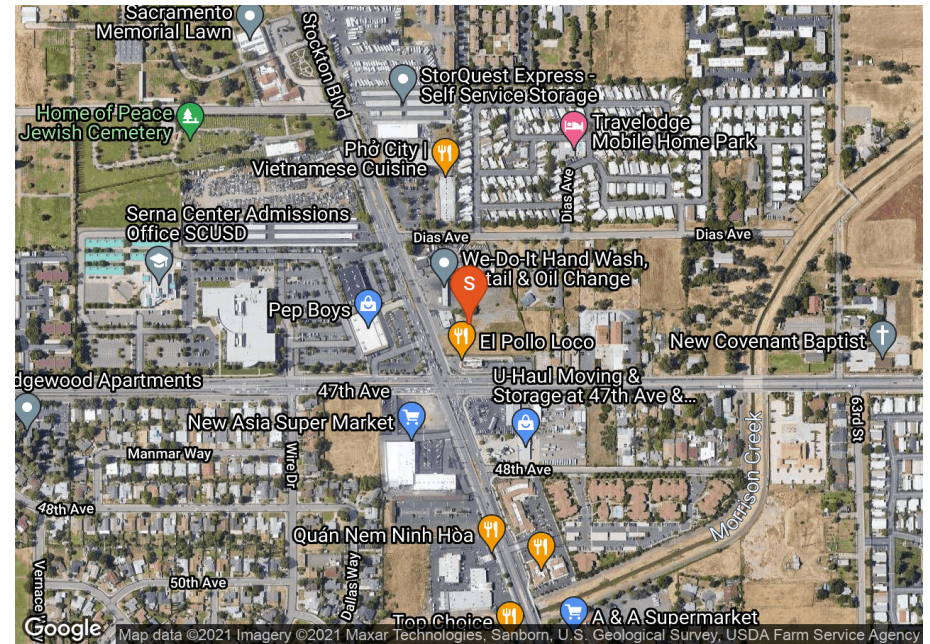 Sacramento
Memorial Lawn
Stockton Blvd
StorQuest Express -
Self Service Storage
Home of Peace
Jewish Cemetery
Travelodge
Mobile Home Park
Phở City |
Vietnamese Cuisine
Dias Ave
Serna Center Admissions
Office SCUSD
Dias Ave
Dias Ave
We-Do-It Hand Wash,
tail & Oil Change
S
Pep Boys
El Pollo Loco
New Covenant Baptist
dgewood Apartments
47th Ave
U-Haul Moving &
Storage at 47th Ave &...
New Asia Super Market
63rd St
Manmar Way
Wire Dr
48th Ave
48th Ave
Morrison Creek
Quán Nem Ninh Hòa
50th Ave
Dallas Way
Vernace
Top Choice
A & A Supermarket
Google
Map data ©2021 Imagery ©2021 Maxar Technologies, Sanborn, U.S. Geological Survey, USDA Farm Service Agency